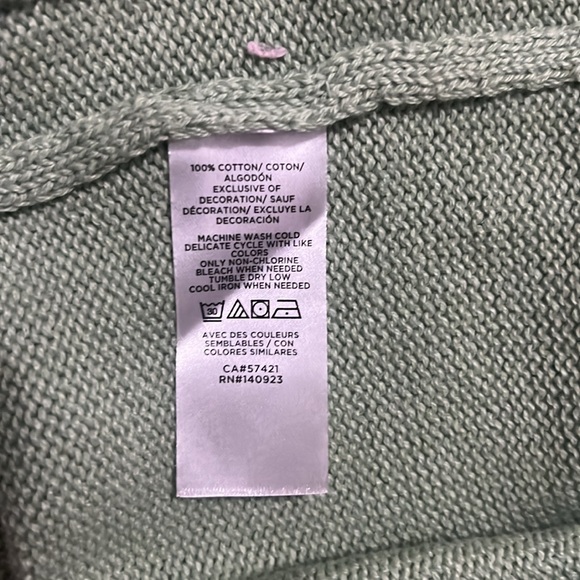 100% COTTON/ COTON/
ALGODÓN
EXCLUSIVE OF
DECORATION/ SAUF
DÉCORATION/ EXCLUYE LA
DECORACIÓN
MACHINE WASH COLD
DELICATE CYCLE WITH LIKE
COLORS
ONLY NON-CHLORINE
BLEACH WHEN NEEDED
TUMBLE DRY LOW
COOL IRON WHEN NEEDED
30
AVEC DES COULEURS
SEMBLABLES / CON
COLORES SIMILARES
CA#57421
RN#140923